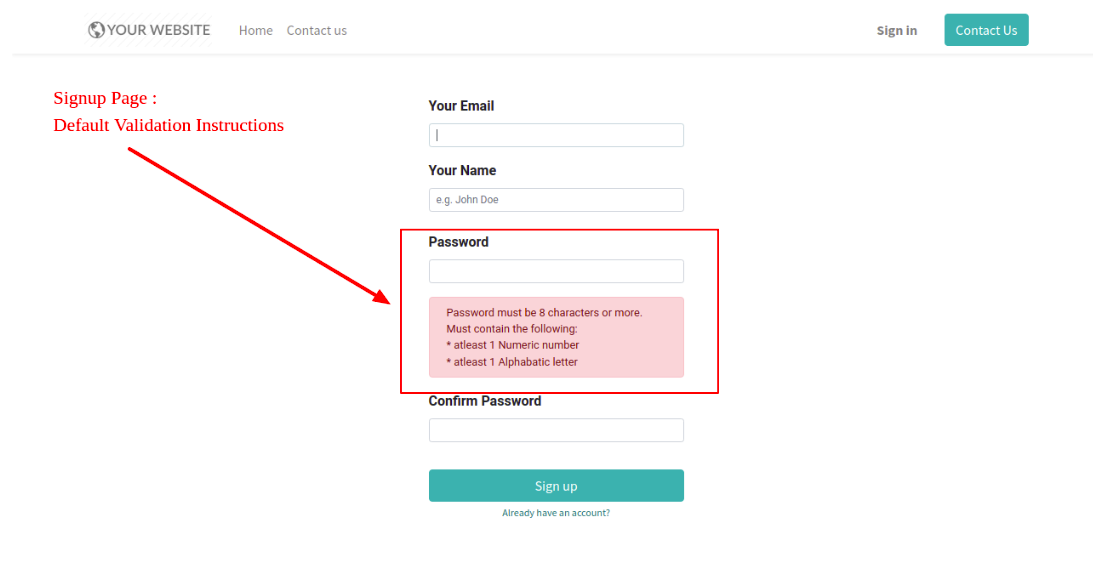 YOUR WEBSITE Home Contact us Sign in Contact Us
Signup Page :
Default Validation Instructions
Your Email
Your Name
e.g. John Doe
Password
Password must be 8 characters or more.
Must contain the following:
* atleast 1 Numeric number
* atleast 1 Alphabatic letter
Confirm Password
Sign up
Already have an account?